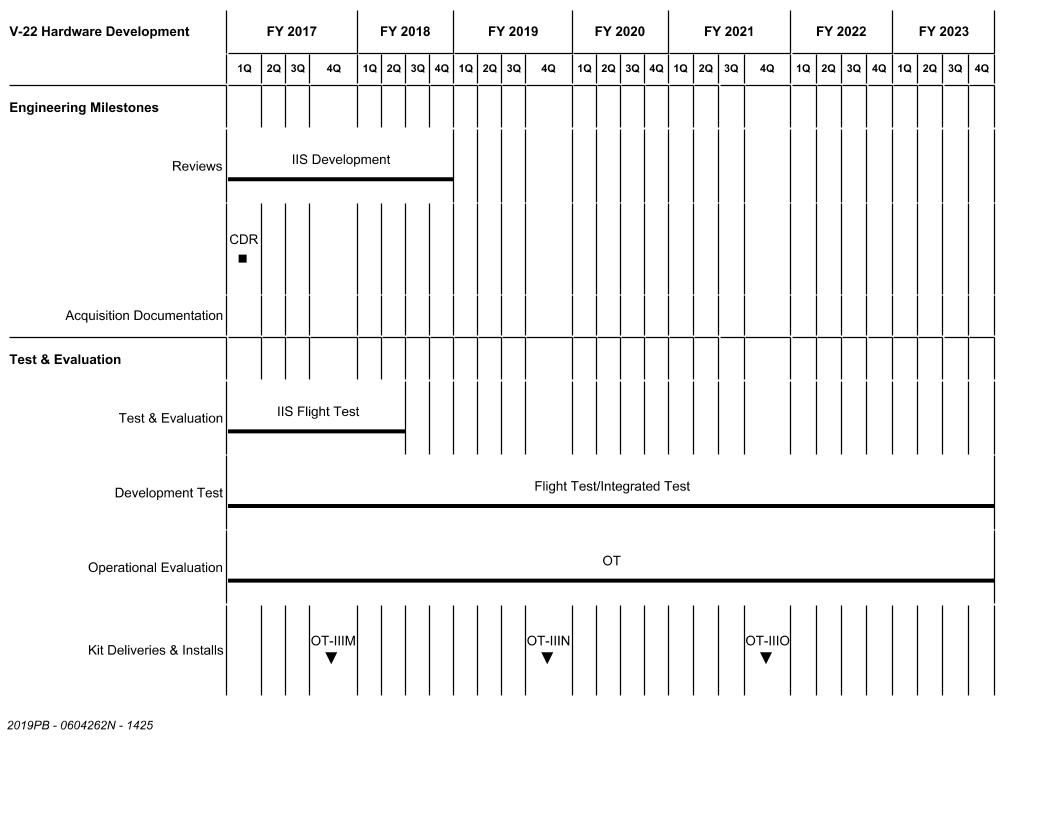 V-22 Hardware Development FY 2017 FY 2018 FY 2019 FY 2020 FY 2021 FY 2022 FY 2023
1Q 2Q 3Q 4Q 1Q 2Q 3Q 4Q 1Q 2Q 3Q 4Q 1Q 2Q 3Q 4Q 1Q 2Q 3Q 4Q 1Q 2Q 3Q 4Q 1Q 2Q 3Q 4Q
Engineering Milestones
Reviews IIS Development
CDR
Acquisition Documentation
Test & Evaluation
Test & Evaluation IIS Flight Test
Development Test Flight Test/Integrated Test
Operational Evaluation OT
Kit Deliveries & Installs OT-IIIM OT-IIIN OT-IIIO
2019PB - 0604262N - 1425